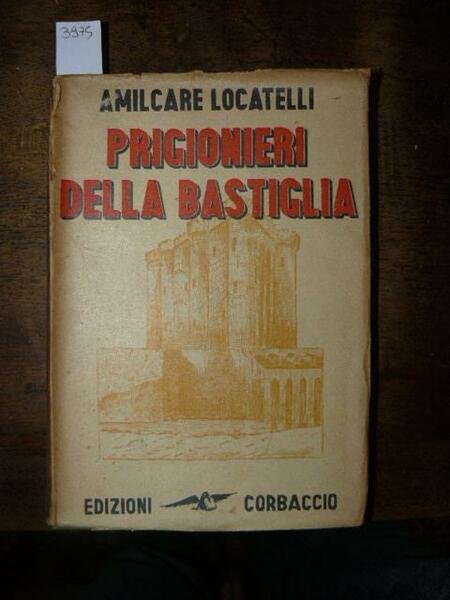 3975
AMILCARE LOCATELLI
PRIGIONIERI
DELLA BASTIGLIA
EDIZIONI CORBACCIO